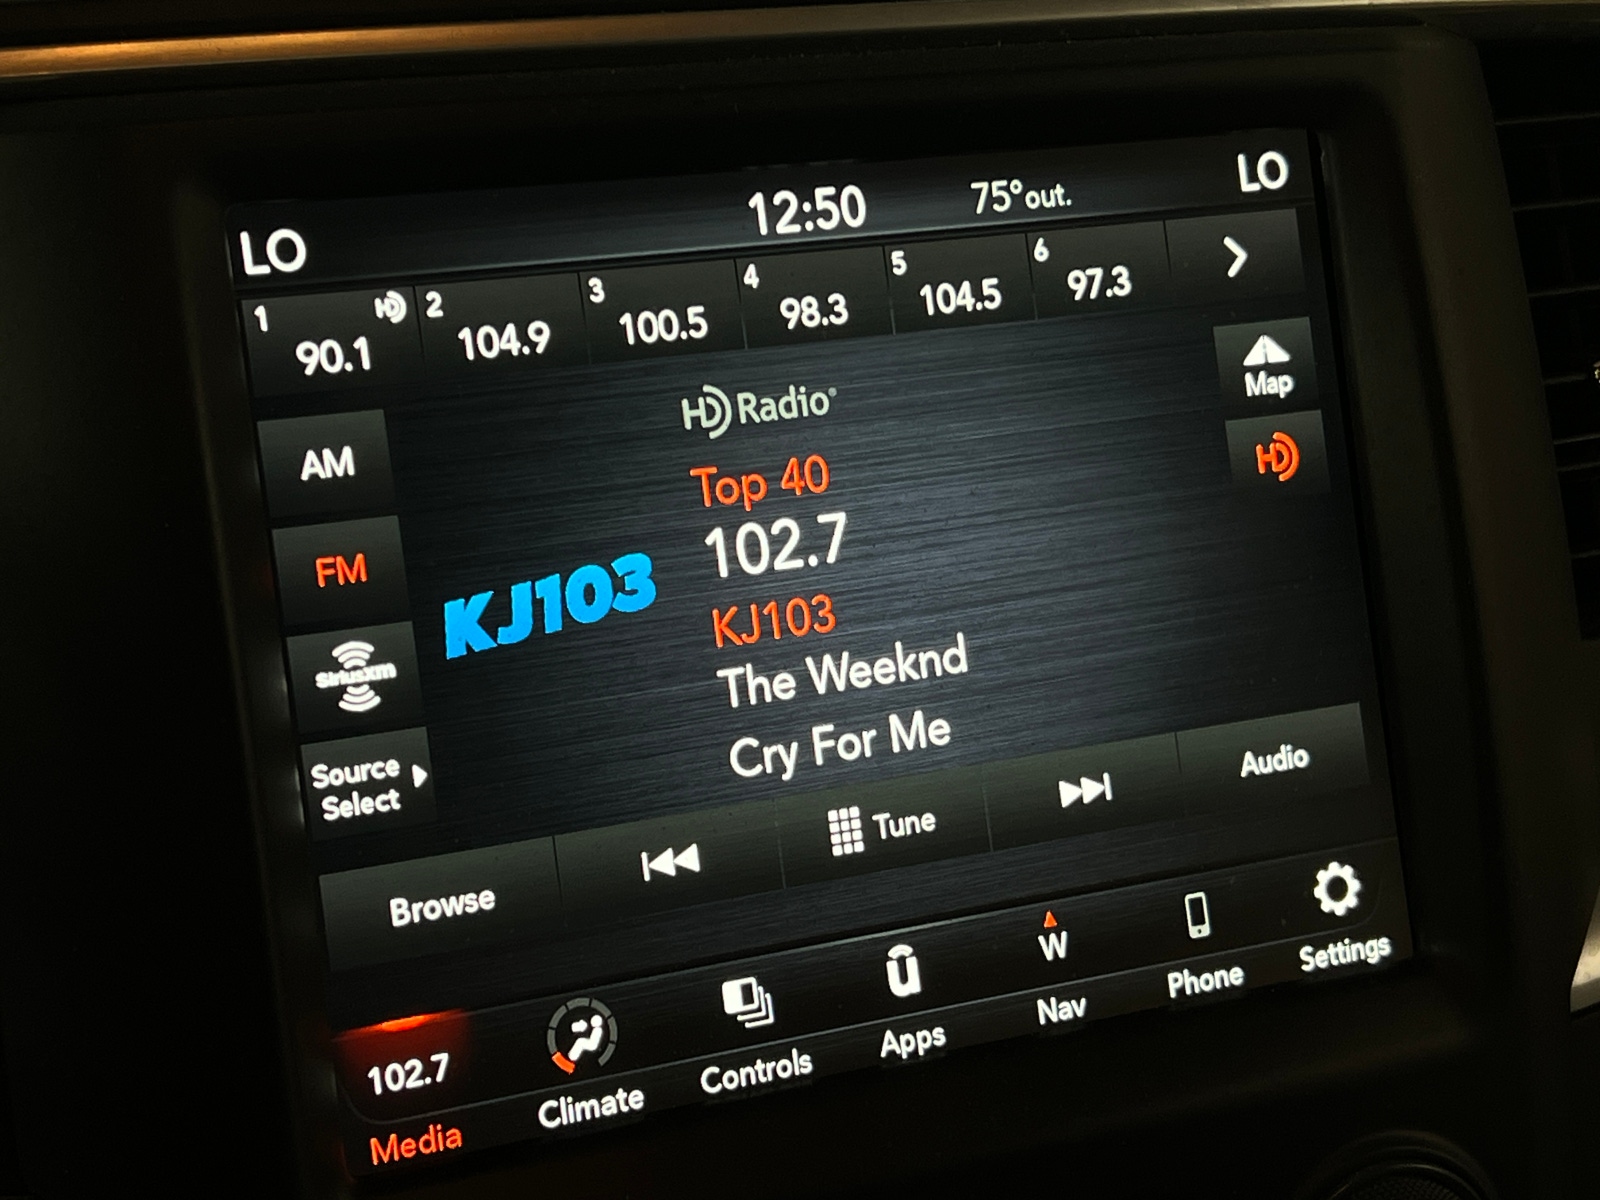 LO 12:50 75° out. LO
1 90.1 HD 2 104.9 3 100.5 4 98.3 5 104.5 6 97.3
Map
HD Radio®
AM
Top 40
HD
102.7
FM
KJ103
KJ103
The Weeknd
SiriusXm
Cry For Me
Source
Select
Browse Tune Audio
W
102.7
Media Climate Controls Apps Nav Phone Settings